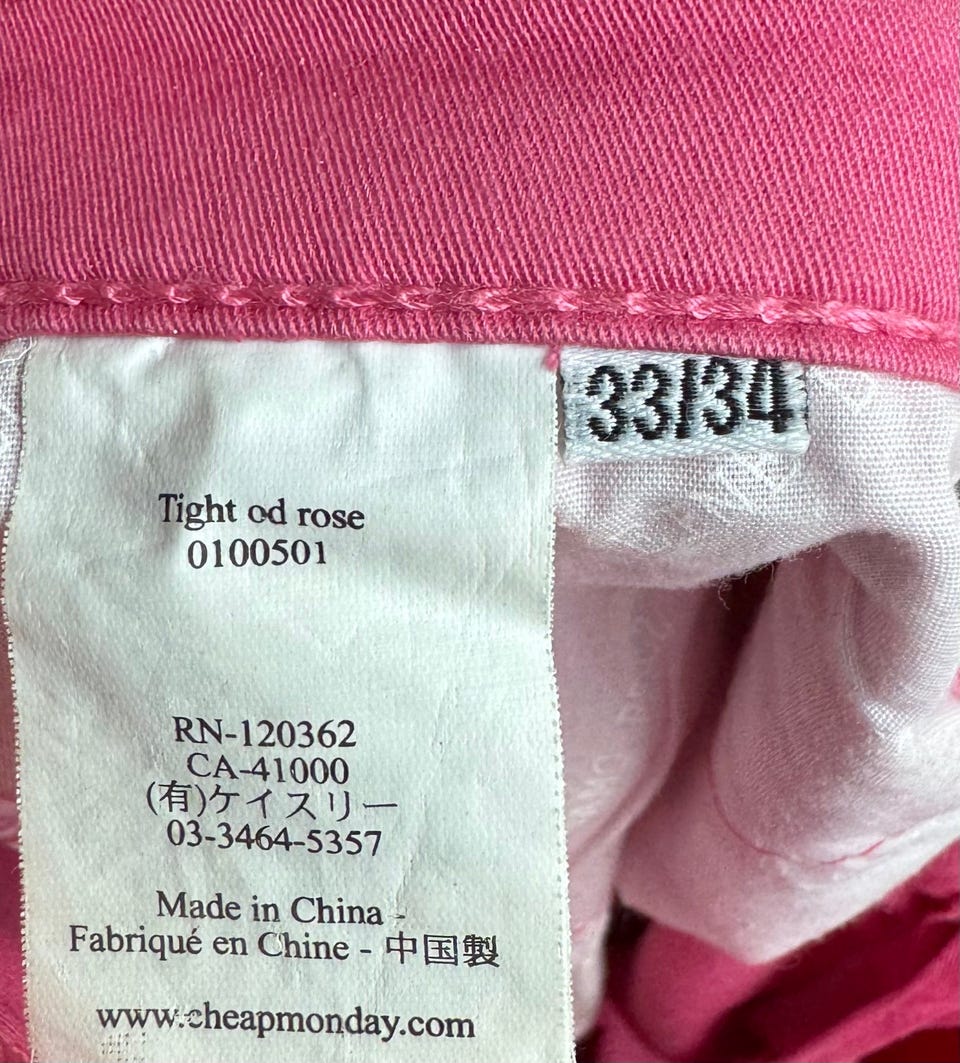 33/34
Tight od rose
0100501
RN-120362
CA-41000
(有)ケイスリー
03-3464-5357
Made in China -
Fabriqué en Chine - 中国製
www.cheapmonday.com